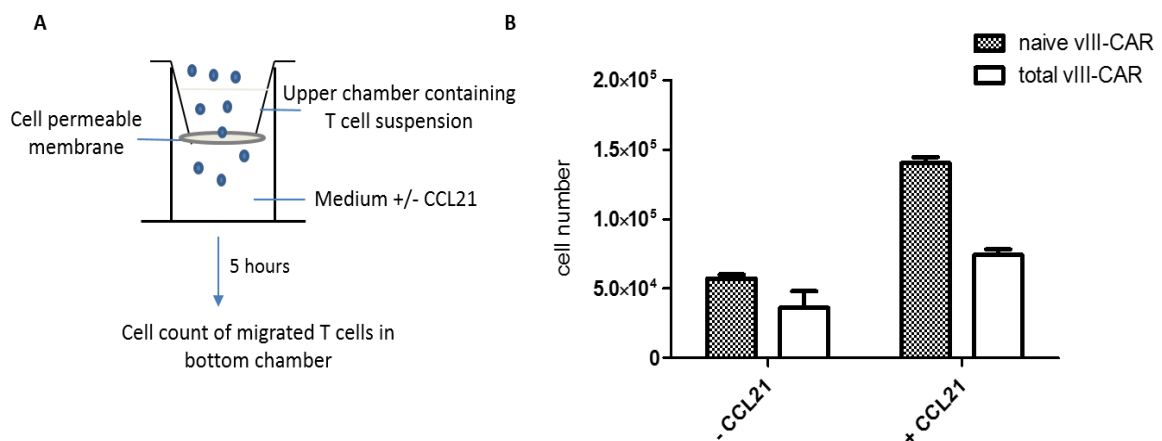 A
Cell permeable
membrane
Upper chamber containing
T cell suspension
Medium +/- CCL21
5 hours
Cell count of migrated T cells in
bottom chamber
B
naive vIII-CAR
total vIII-CAR
cell number
2.0×10⁵
1.5×10⁵
1.0×10⁵
5.0×10⁴
0
- CCL21
+ CCL21